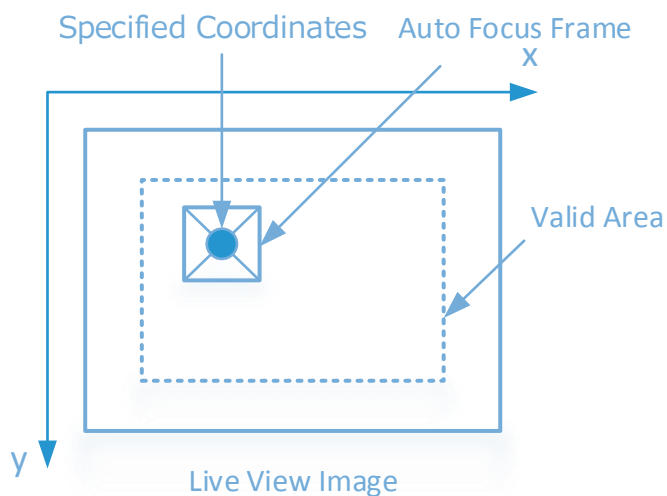 Specified Coordinates
Auto Focus Frame
x
Valid Area
y
Live View Image